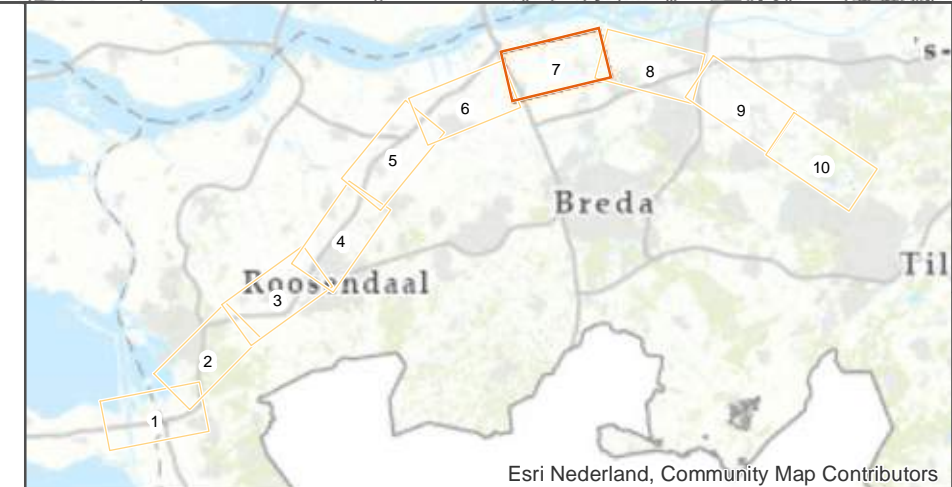 's-
7
8
6
9
5
10
Breda
4
Roosendaal
Til
3
2
1
Esri Nederland, Community Map Contributors